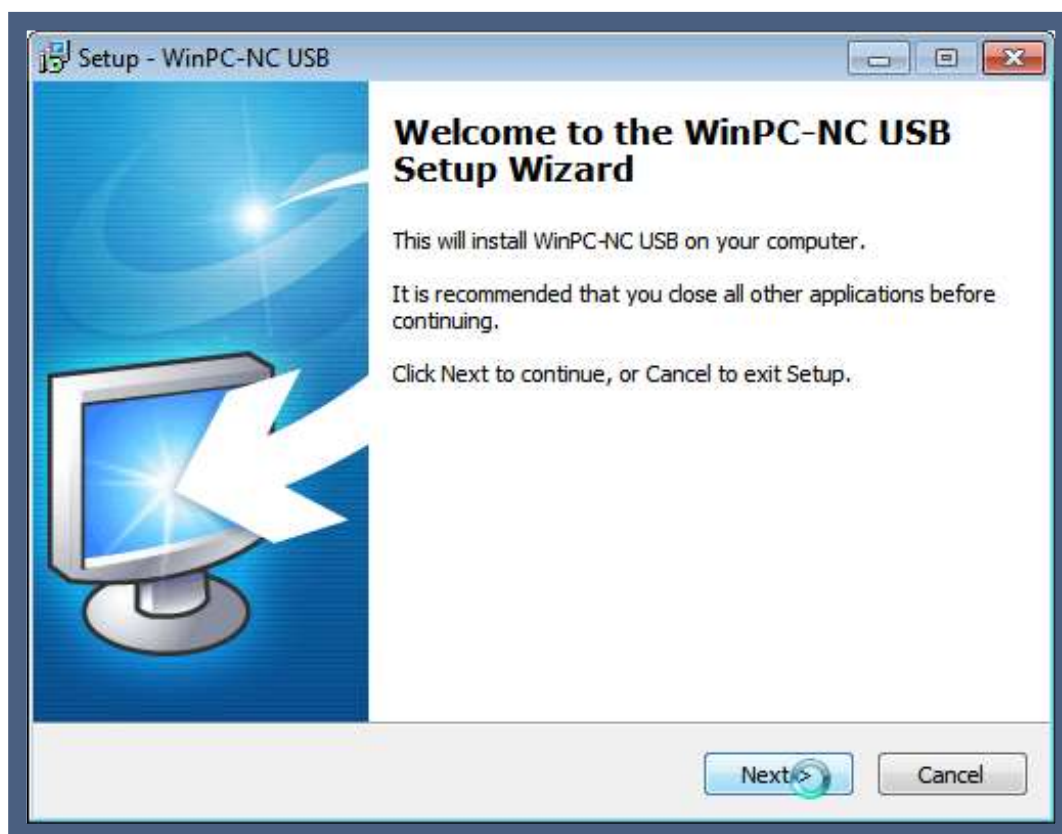 Setup - WinPC-NC USB
Welcome to the WinPC-NC USB
Setup Wizard
This will install WinPC-NC USB on your computer.
It is recommended that you close all other applications before
continuing.
Click Next to continue, or Cancel to exit Setup.
Next >
Cancel